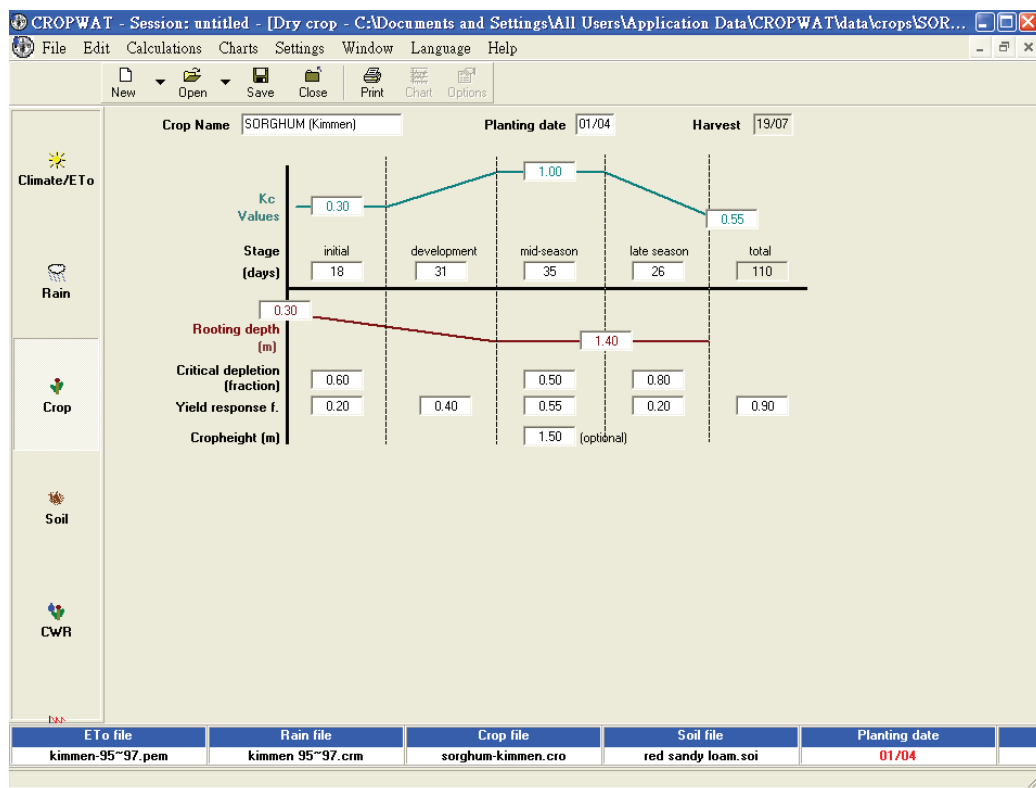 CROPWAT - Session: untitled - [Dry crop - C:\Documents and Settings\All Users\Application Data\CROPWAT\data\crops\SOR...
File Edit Calculations Charts Settings Window Language Help
New Open Save Close Print Chart Options
Crop Name SORGHUM (Kimmen) Planting date 01/04 Harvest 19/07
Climate/ETo
Rain
Crop
Soil
CWR
Kc Values 0.30 1.00 0.55
Stage initial development mid-season late season total
(days) 18 31 35 26 110
Rooting depth (m) 0.30 1.40
Critical depletion (fraction) 0.60 0.50 0.80
Yield response f. 0.20 0.40 0.55 0.20 0.90
Cropheight (m) 1.50 (optional)
ETo file Rain file Crop file Soil file Planting date
kimmen-95~97.pem kimmen 95~97.crm sorghum-kimmen.cro red sandy loam.soi 01/04